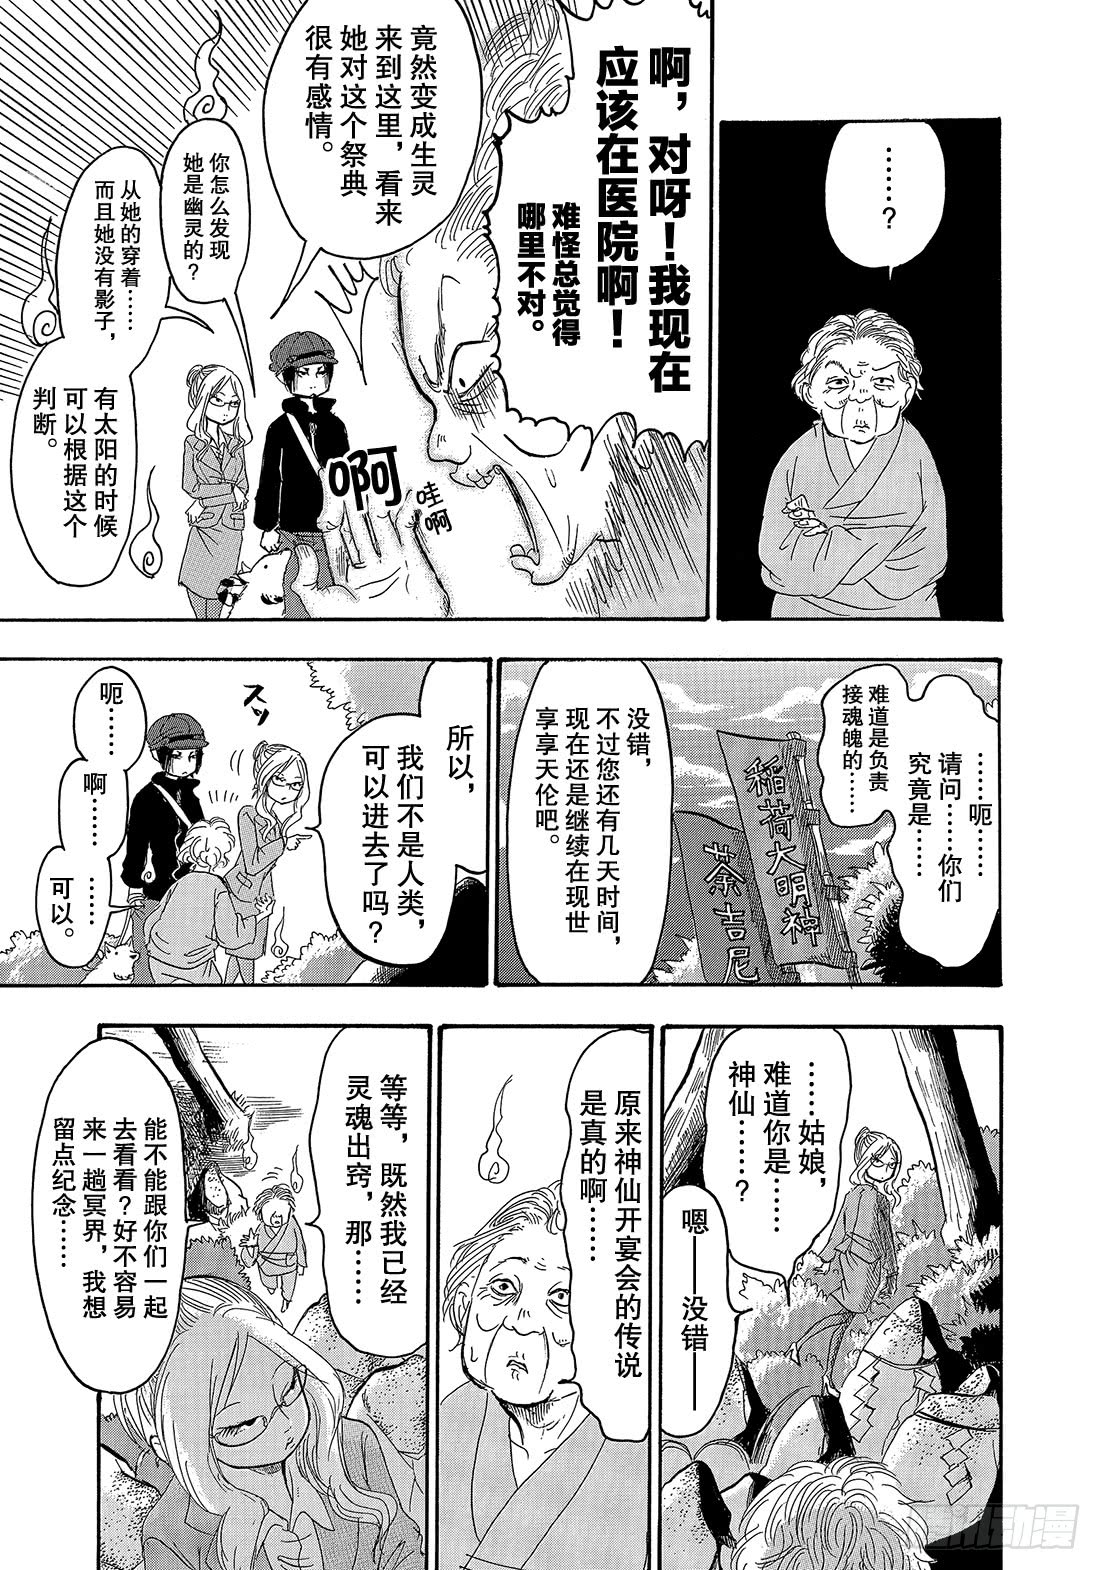 ……?
啊，对呀！我现在
应该在医院啊！
难怪总觉得
哪里不对。
啊
哇
啊
竟然变成生灵
来到这里，看来
她对这个祭典
很有感情。
你怎么发现
她是幽灵的？
从她的穿着……
而且她没有影子，
有太阳的时候
可以根据这个
判断。
……呃……
请问……你们
究竟是……
难道是负责
接魂魄的……
稲荷大明神
荼吉尼
没错，
不过您还有几天时间，
现在还是继续在现世
享享天伦吧。
所以，
我们不是人类，
可以进去了吗？
スッ
呃……
啊……
……
可以。
……姑娘，
难道你是……
神仙……？
嗯——没错——
原来神仙开宴会的传说
是真的啊……
等等，既然我已经
灵魂出窍，那……
能不能跟你们一起
去看看？好不容易
来一趟冥界，我想
留点纪念……